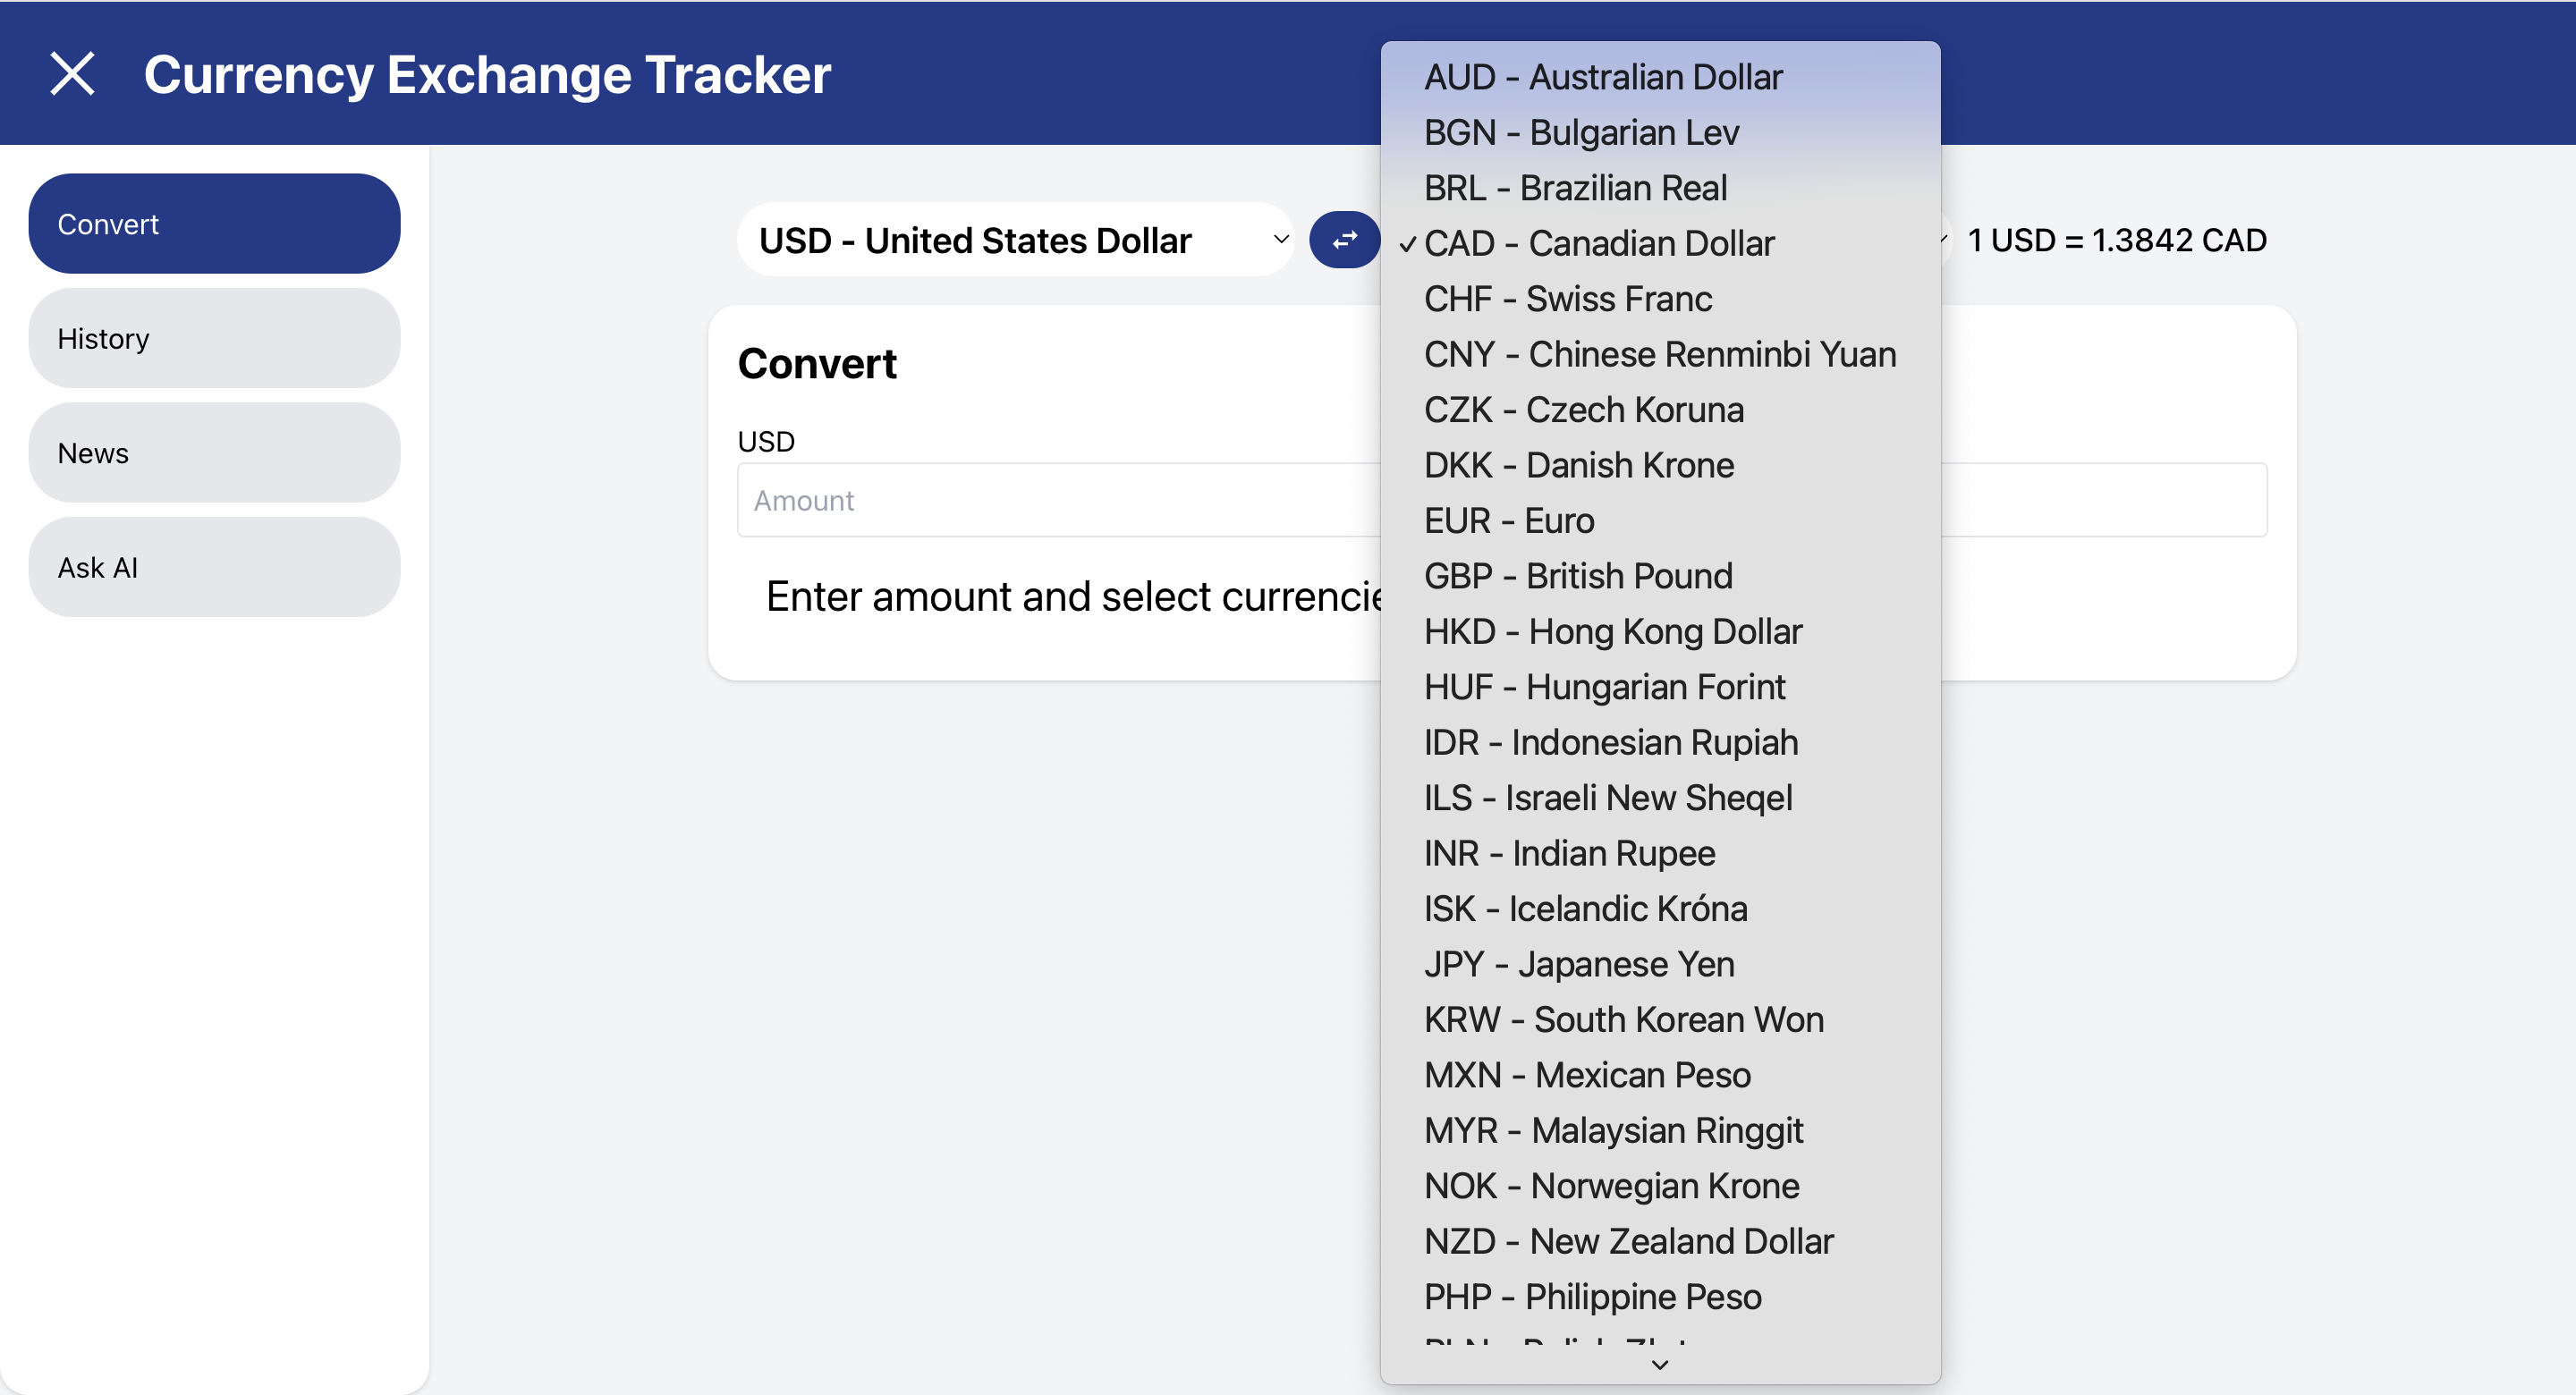 Currency Exchange Tracker
Convert
History
News
Ask AI
USD - United States Dollar
1 USD = 1.3842 CAD
Convert
USD
Amount
Enter amount and select
AUD - Australian Dollar
BGN - Bulgarian Lev
BRL - Brazilian Real
✓ CAD - Canadian Dollar
CHF - Swiss Franc
CNY - Chinese Renminbi Yuan
CZK - Czech Koruna
DKK - Danish Krone
EUR - Euro
GBP - British Pound
HKD - Hong Kong Dollar
HUF - Hungarian Forint
IDR - Indonesian Rupiah
ILS - Israeli New Sheqel
INR - Indian Rupee
ISK - Icelandic Króna
JPY - Japanese Yen
KRW - South Korean Won
MXN - Mexican Peso
MYR - Malaysian Ringgit
NOK - Norwegian Krone
NZD - New Zealand Dollar
PHP - Philippine Peso